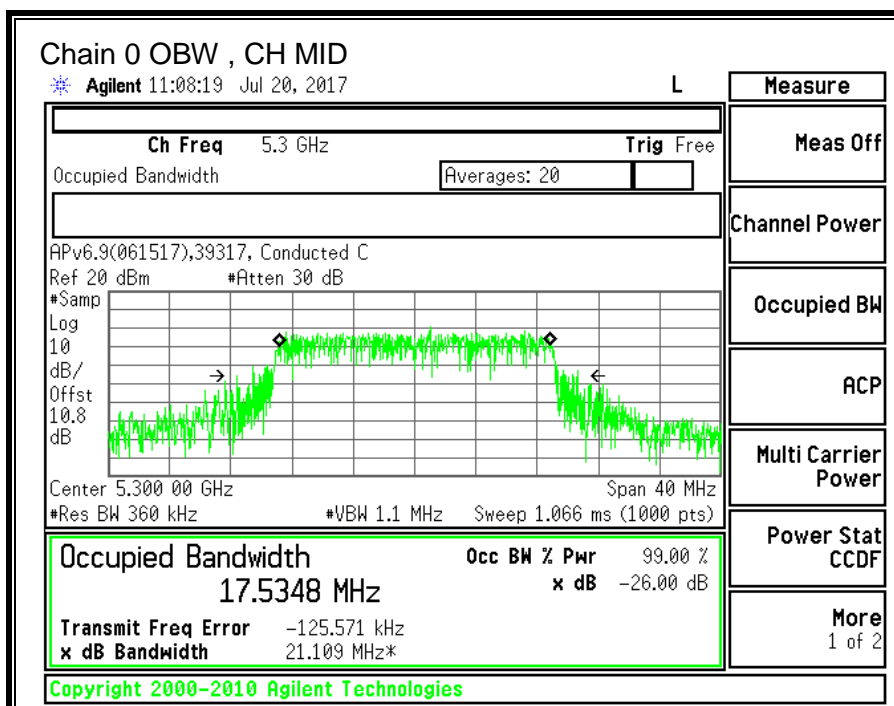 Chain 0 OBW , CH MID
Agilent 11:08:19 Jul 20, 2017 L
Measure
Ch Freq 5.3 GHz Trig Free
Occupied Bandwidth Averages: 20
APv6.9(061517),39317, Conducted C
Ref 20 dBm #Atten 30 dB
#Samp
Log
10
dB/
Offst
10.8
dB
Center 5.300 00 GHz Span 40 MHz
#Res BW 360 kHz #VBW 1.1 MHz Sweep 1.066 ms (1000 pts)
Occupied Bandwidth Occ BW % Pwr 99.00 %
17.5348 MHz x dB -26.00 dB
Transmit Freq Error -125.571 kHz
x dB Bandwidth 21.109 MHz*
Meas Off
Channel Power
Occupied BW
ACP
Multi Carrier
Power
Power Stat
CCDF
More
1 of 2
Copyright 2000-2010 Agilent Technologies